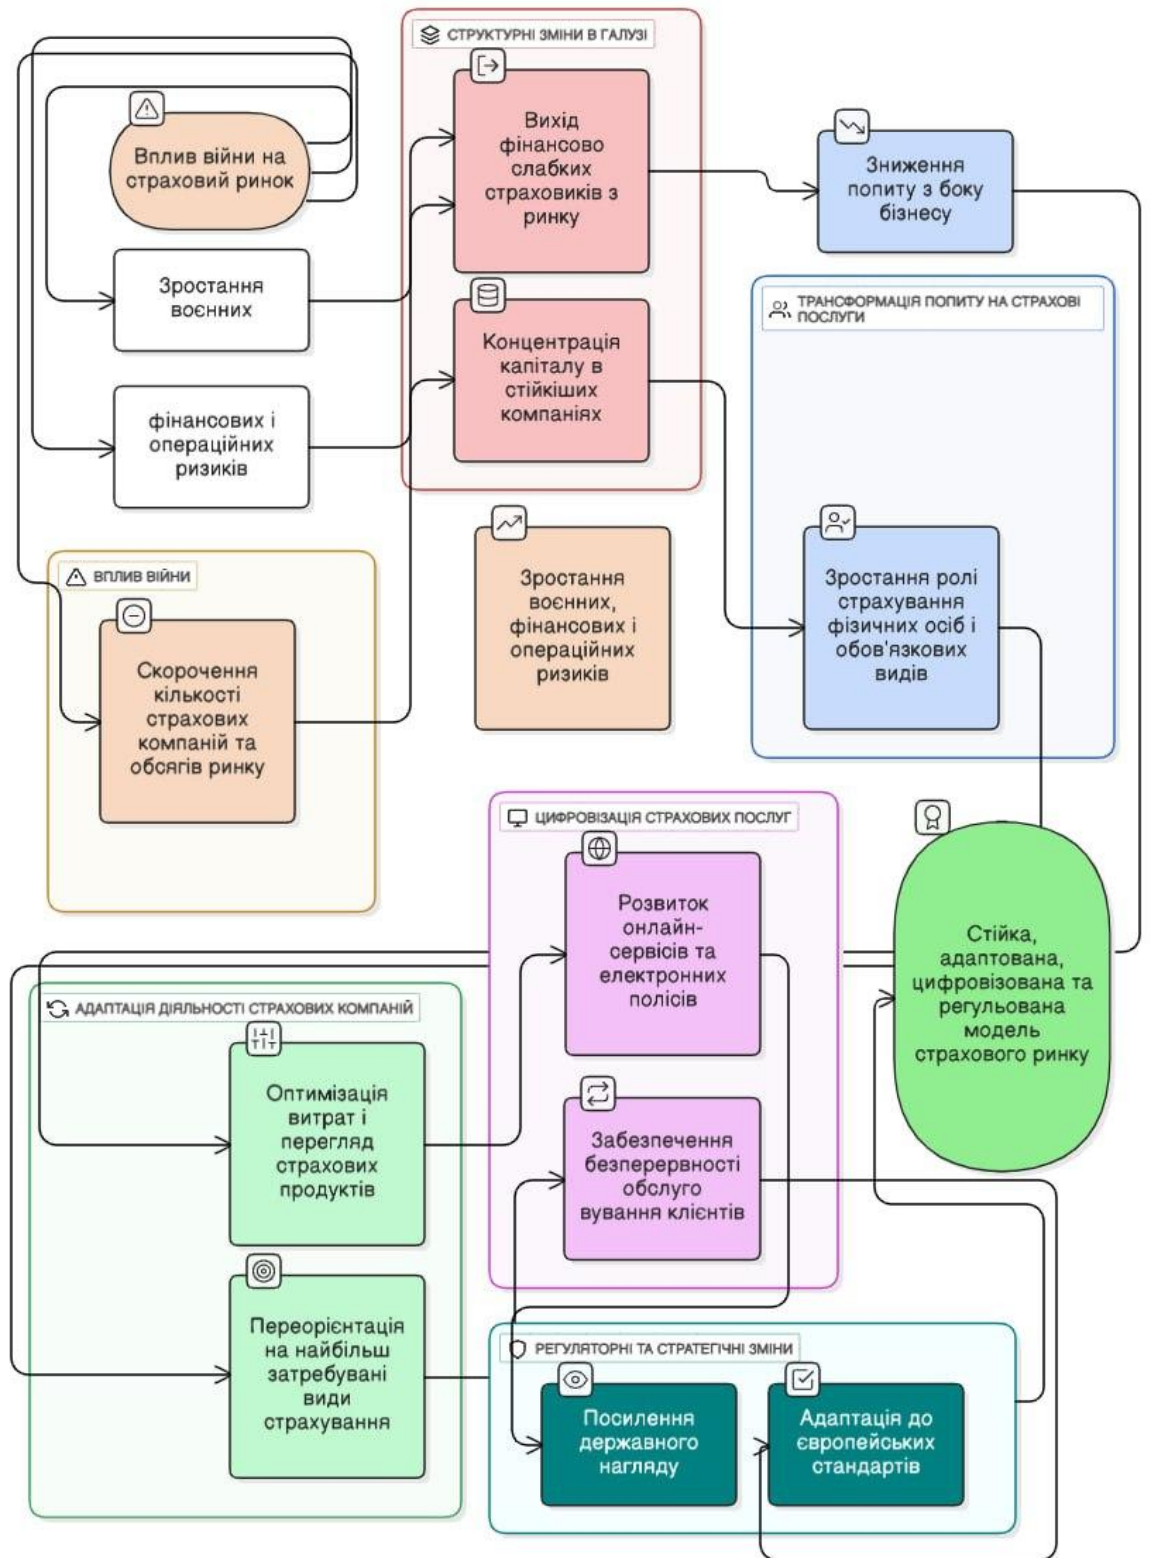 СТРУКТУРНІ ЗМІНИ В ГАЛУЗІ
Вплив війни на
страховий ринок
Вихід
фінансово
слабких
страховиків з
ринку
Зниження
попиту з боку
бізнесу
Зростання
воєнних
ТРАНСФОРМАЦІЯ ПОПИТУ НА СТРАХОВІ
ПОСЛУГИ
Концентрація
капіталу в
стійкіших
компаніях
фінансових і
операційних
ризиків
ВПЛИВ ВІЙНИ
Скорочення
кількості
страхових
компаній та
обсягів ринку
Зростання
воєнних,
фінансових і
операційних
ризиків
Зростання ролі
страхування
фізичних осіб і
обов'язкових
видів
ЦИФРОВІЗАЦІЯ СТРАХОВИХ ПОСЛУГ
Розвиток
онлайн-
сервісів та
електронних
полісів
Стійка,
адаптована,
цифровізована та
регульована
модель
страхового ринку
АДАПТАЦІЯ ДІЯЛЬНОСТІ СТРАХОВИХ КОМПАНІЙ
Оптимізація
витрат і
перегляд
страхових
продуктів
Забезпечення
безперервності
обслуго
вування клієнтів
Переорієнтація
на найбільш
затребувані
види
страхування
РЕГУЛЯТОРНІ ТА СТРАТЕГІЧНІ ЗМІНИ
Посилення
державного
нагляду
Адаптація до
європейських
стандартів